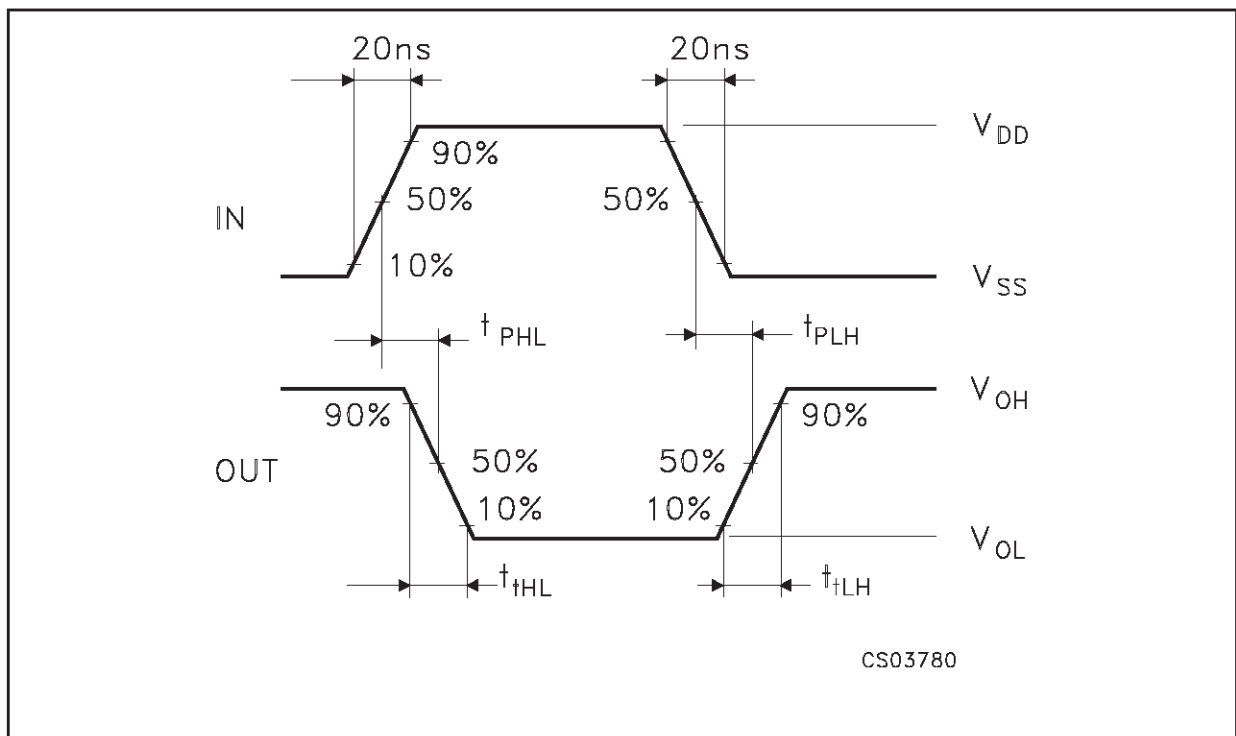 20ns 20ns
V_DD
90%
50% 50%
IN
10%
V_SS
t_PHL t_PLH
V_OH
90% 90%
50% 50%
OUT
10% 10%
V_OL
t_tHL t_tLH
CS03780